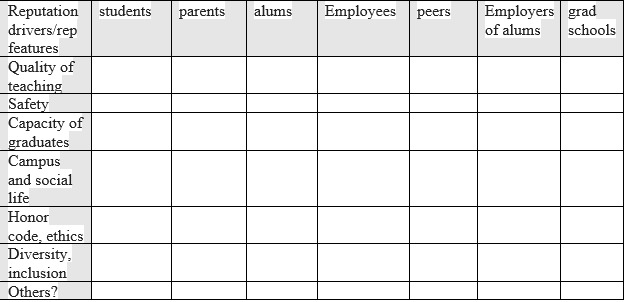 Reputation drivers/rep features students parents alums Employees peers Employers of alums grad schools
Quality of teaching
Safety
Capacity of graduates
Campus and social life
Honor code, ethics
Diversity, inclusion
Others?